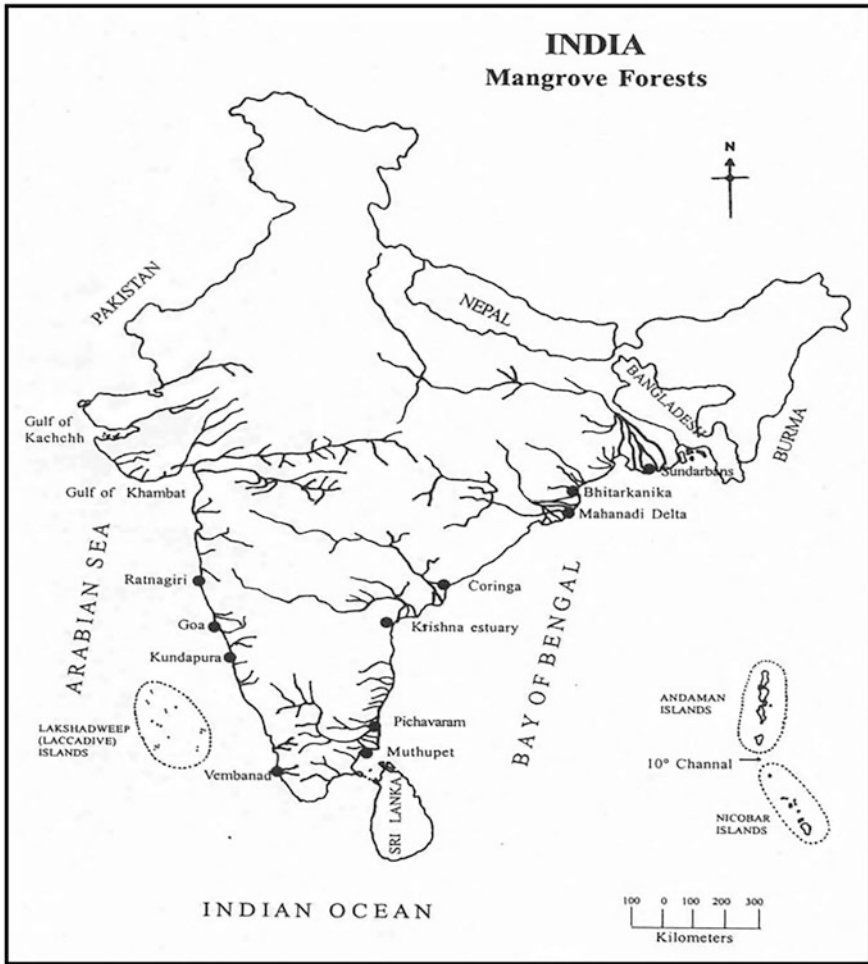 INDIA
Mangrove Forests
N
PAKISTAN
NEPAL
BANGLADESH
BURMA
Gulf of
Kachchh
Gulf of Khambat
Sundarbans
Bhitarkanika
Mahanadi Delta
ARABIAN SEA
Ratnagiri
Coringa
Goa
Krishna estuary
Kundapura
BAY OF BENGAL
LAKSHADWEEP
(LACCADIVE)
ISLANDS
ANDAMAN
ISLANDS
Pichavaram
Muthupet
10° Channal
Vembanad
SRI LANKA
NICOBAR
ISLANDS
INDIAN OCEAN
100 0 100 200 300
Kilometers